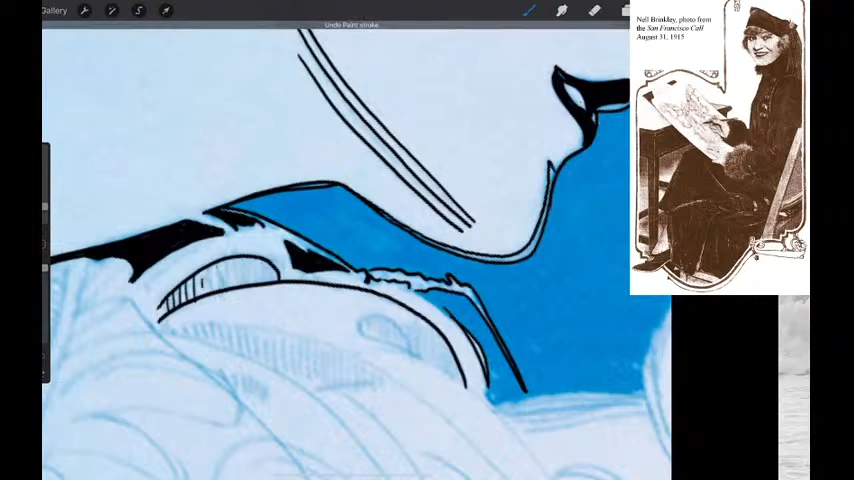 Gallery
Undo Paint stroke
Nell Brinkley, photo from
the San Francisco Call
August 31, 1915